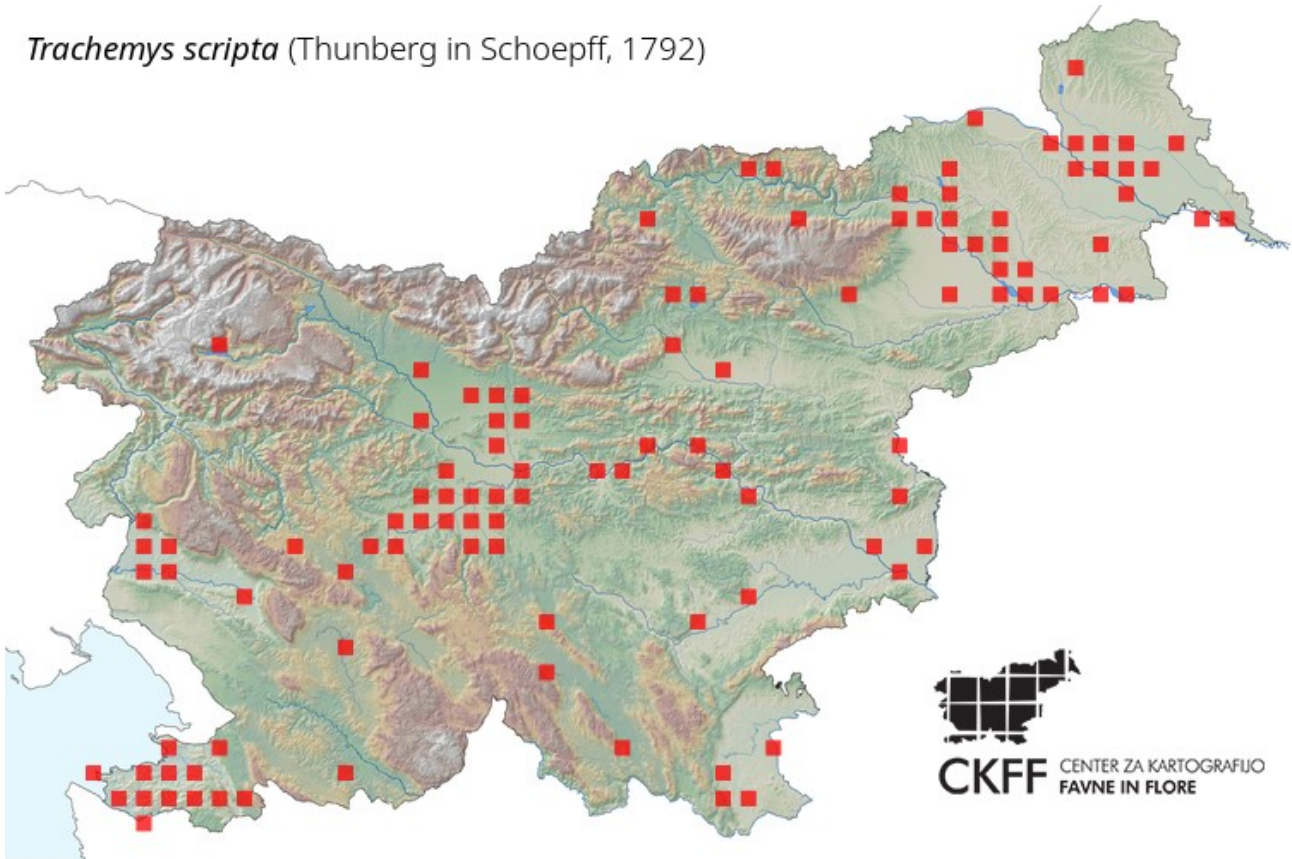 Trachemys scripta (Thunberg in Schoepff, 1792)
CKFF CENTER ZA KARTOGRAFIJO
FAVNE IN FLORE